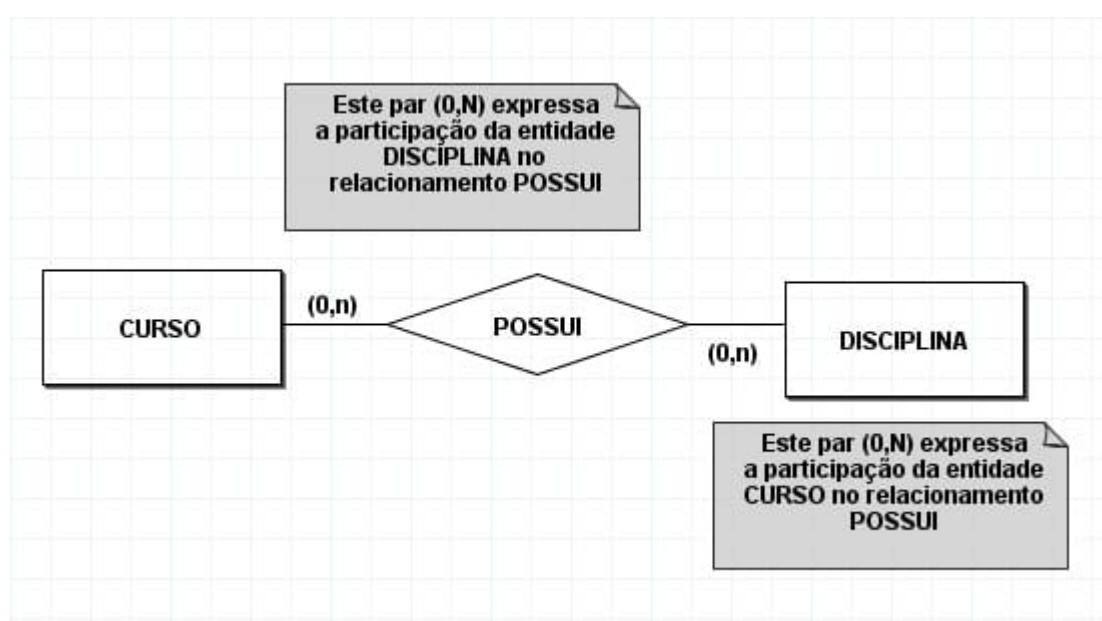 Este par (0,N) expressa
a participação da entidade
DISCIPLINA no
relacionamento POSSUI
CURSO
(0,n)
POSSUI
(0,n)
DISCIPLINA
Este par (0,N) expressa
a participação da entidade
CURSO no relacionamento
POSSUI